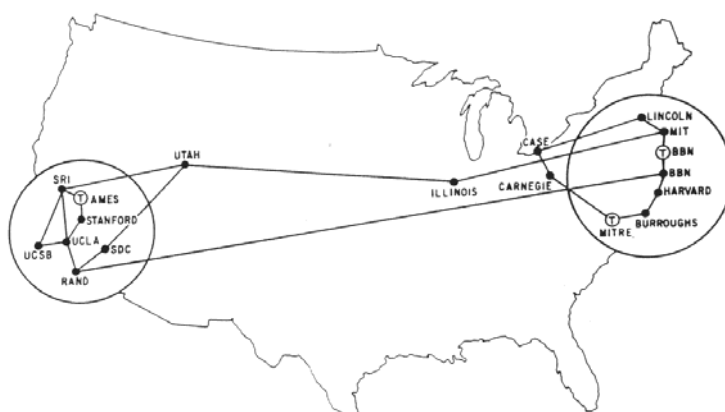 LINCOLN
MIT
CASE
T BBN
UTAH
BBN
SRI
ILLINOIS
CARNEGIE
HARVARD
T AMES
STANFORD
BURROUGHS
T
MITRE
UCLA
UCSB
SDC
RAND